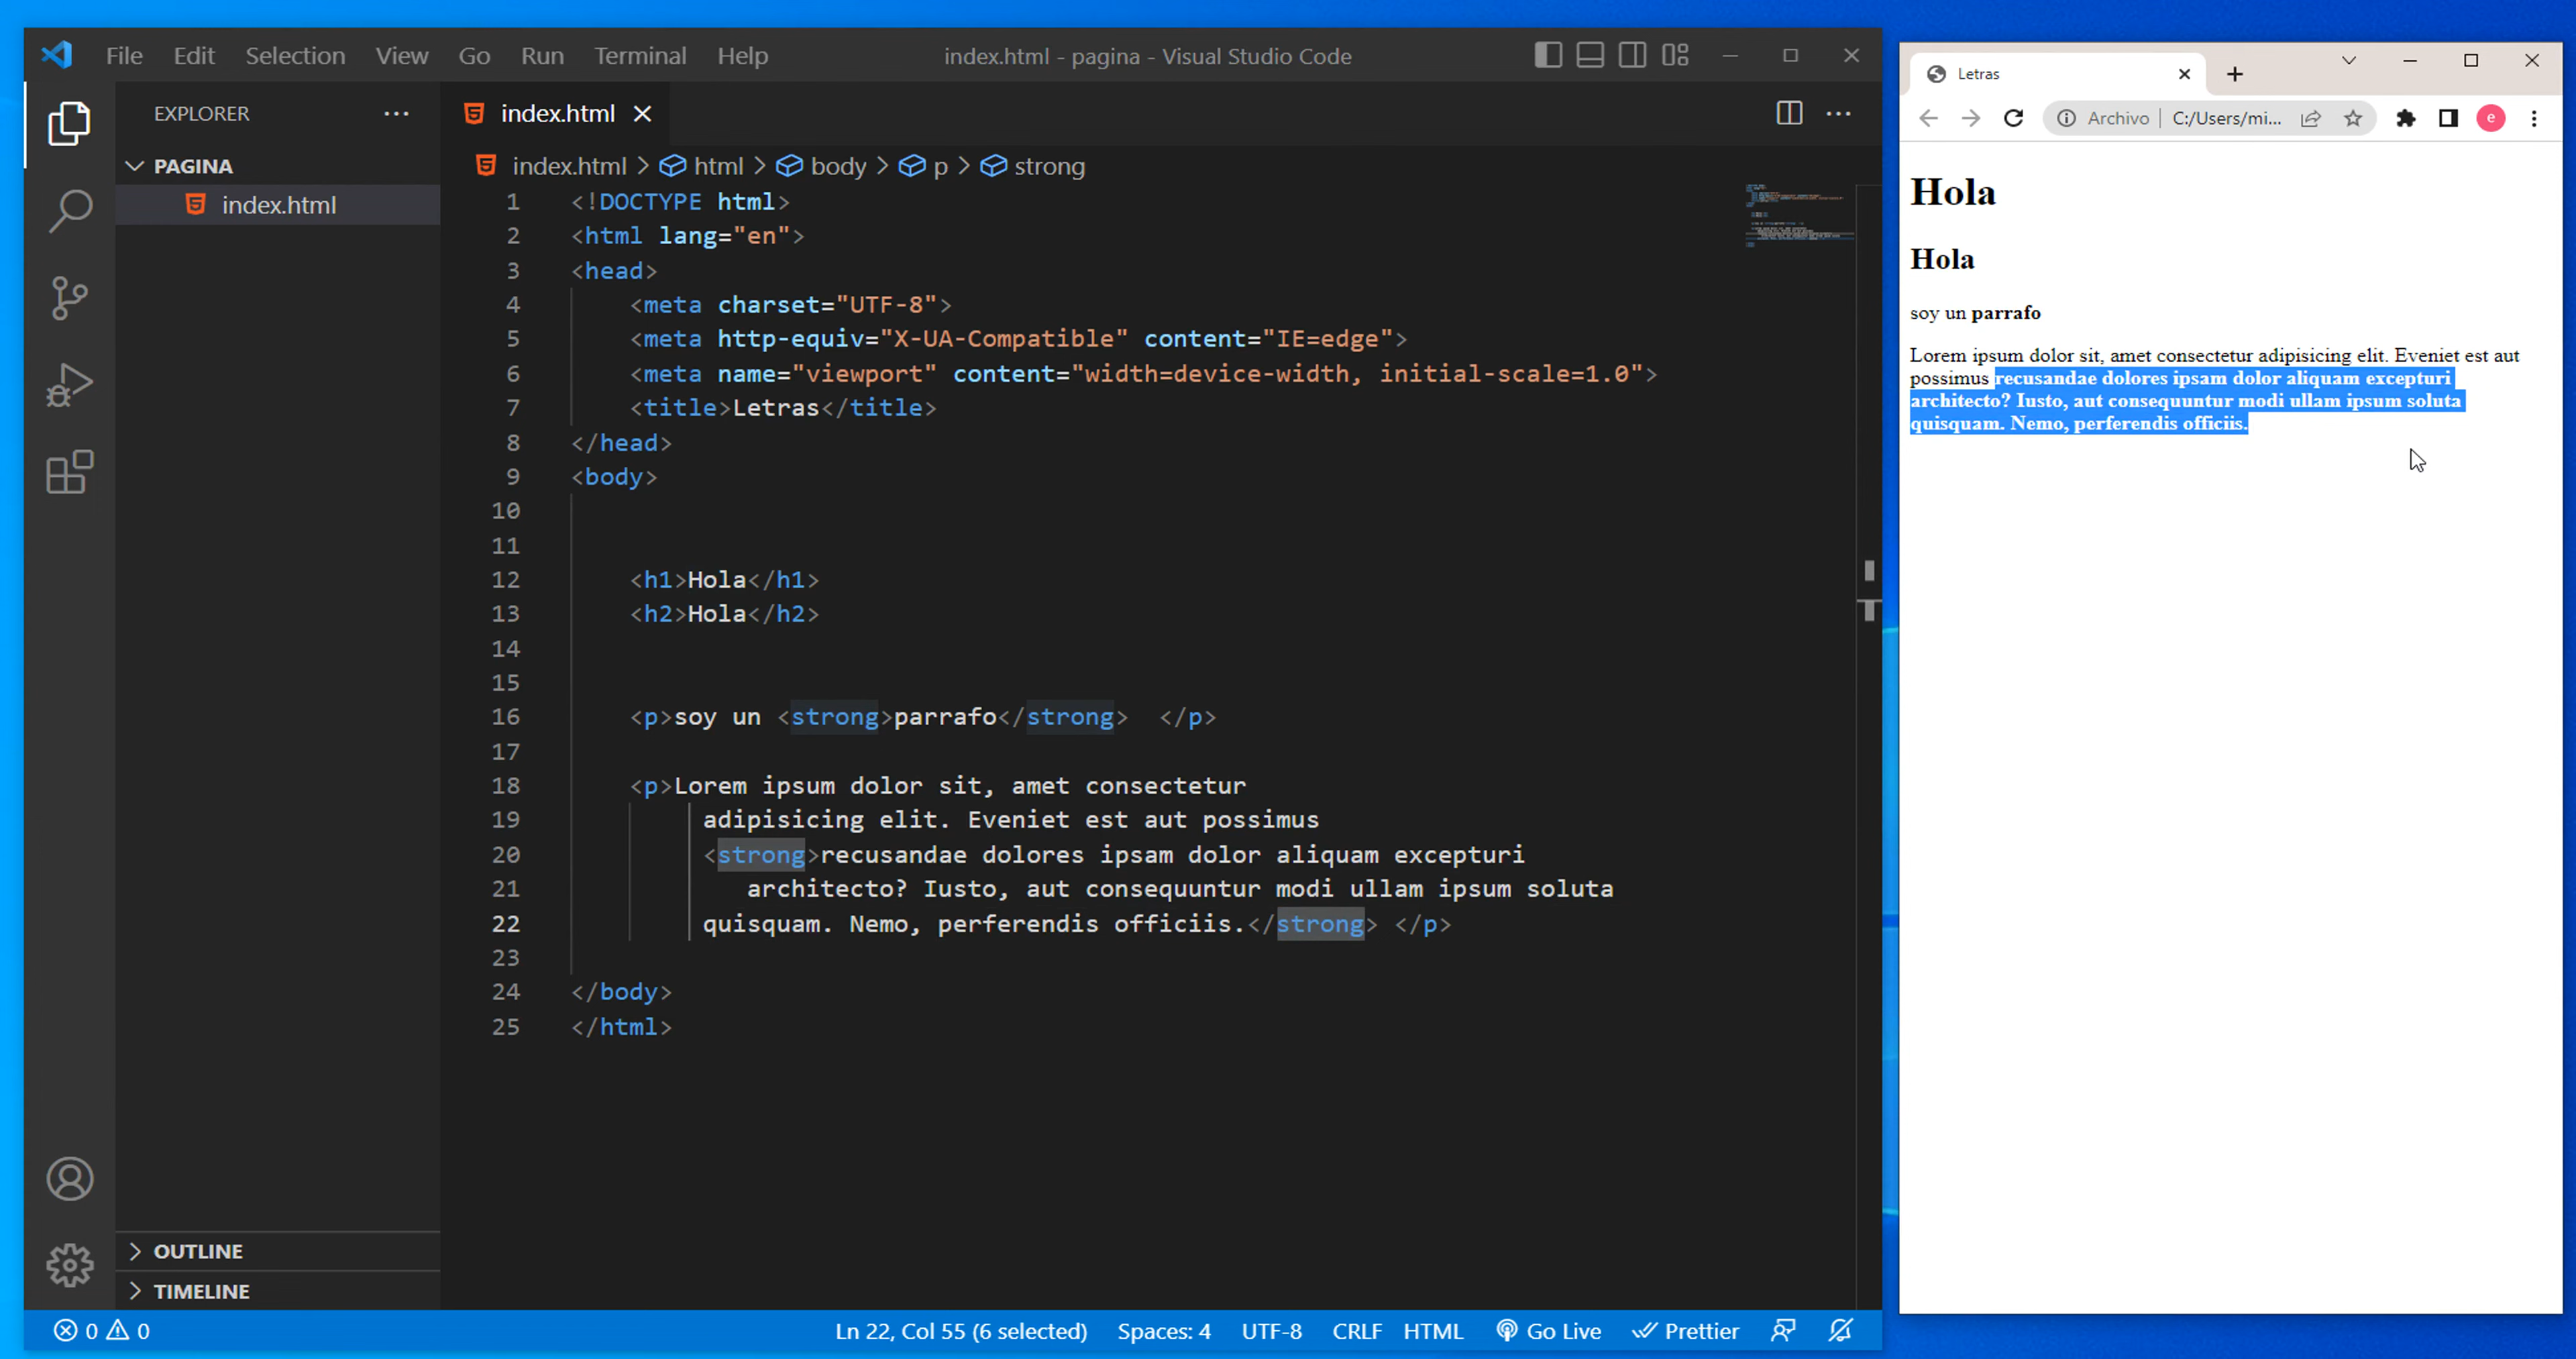 File Edit Selection View Go Run Terminal Help
index.html - pagina - Visual Studio Code
EXPLORER
PAGINA
index.html
OUTLINE
TIMELINE
index.html
index.html > html > body > p > strong
1 <!DOCTYPE html>
2 <html lang="en">
3 <head>
4 <meta charset="UTF-8">
5 <meta http-equiv="X-UA-Compatible" content="IE=edge">
6 <meta name="viewport" content="width=device-width, initial-scale=1.0">
7 <title>Letras</title>
8 </head>
9 <body>
10
11
12 <h1>Hola</h1>
13 <h2>Hola</h2>
14
15
16 <p>soy un <strong>parrafo</strong>  </p>
17
18 <p>Lorem ipsum dolor sit, amet consectetur
19 adipisicing elit. Eveniet est aut possimus
20 <strong>recusandae dolores ipsam dolor aliquam excepturi
21 architecto? Iusto, aut consequuntur modi ullam ipsum soluta
22 quisquam. Nemo, perferendis officiis.</strong> </p>
23
24 </body>
25 </html>
0 0
Ln 22, Col 55 (6 selected) Spaces: 4 UTF-8 CRLF HTML Go Live Prettier
Letras
Archivo | C:/Users/mi... e
Hola
Hola
soy un parrafo
Lorem ipsum dolor sit, amet consectetur adipisicing elit. Eveniet est aut
possimus recusandae dolores ipsam dolor aliquam excepturi
architecto? Iusto, aut consequuntur modi ullam ipsum soluta
quisquam. Nemo, perferendis officiis.